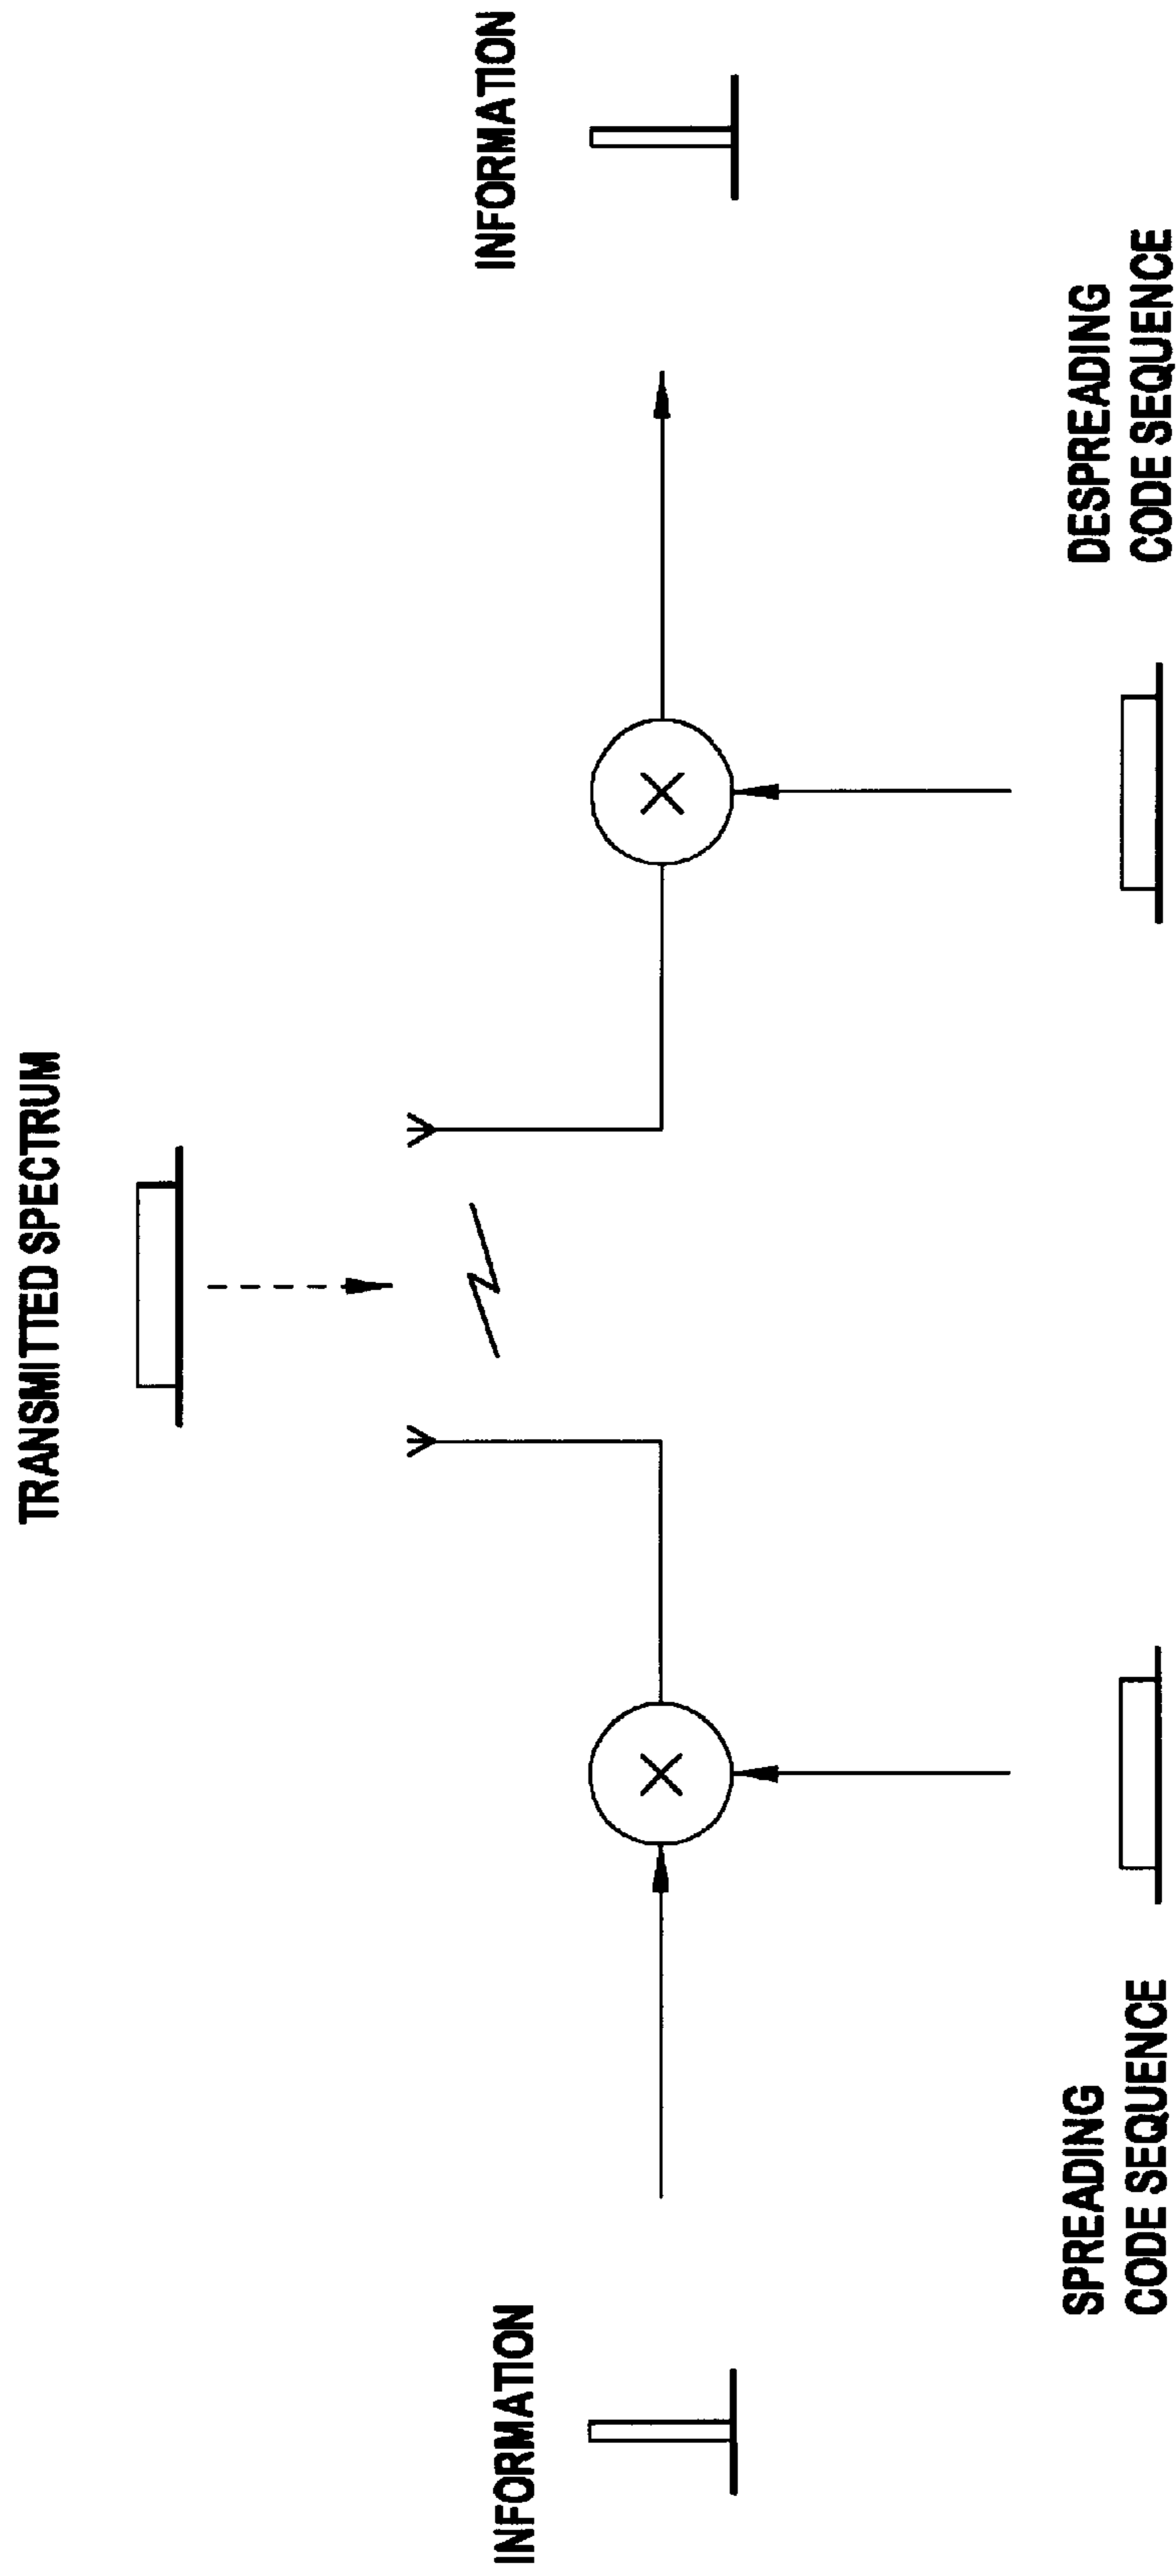 TRANSMITTED SPECTRUM
INFORMATION
INFORMATION
SPREADING
CODE SEQUENCE
DESPREADING
CODE SEQUENCE